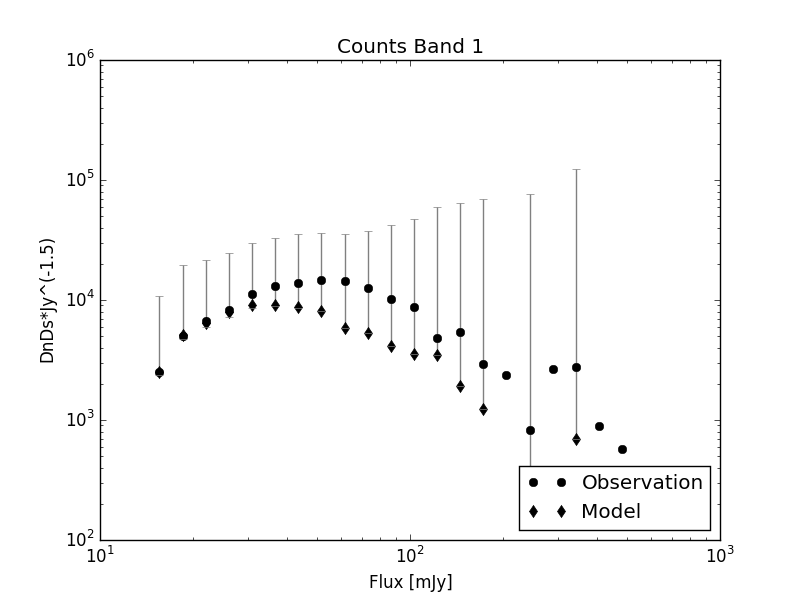 Counts Band 1
DnDs*Jy^(-1.5)
10^6
10^5
10^4
10^3
10^2
10^1
10^2
10^3
Flux [mJy]
Observation
Model